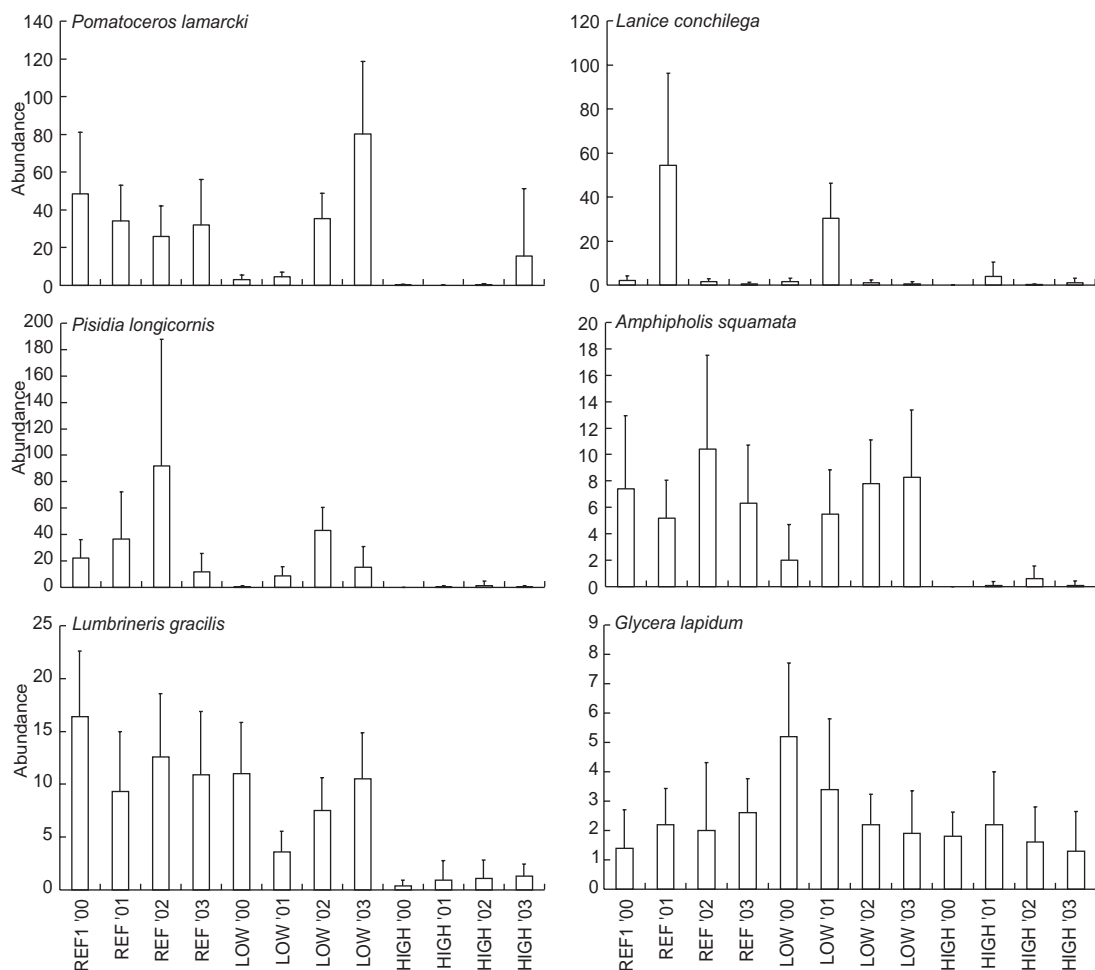 Pomatoceros lamarcki
140
120
100
80
60
40
20
0
Abundance
Lanice conchilega
120
100
80
60
40
20
0
Pisidia longicornis
200
180
160
140
120
100
80
60
40
20
0
Abundance
Amphipholis squamata
20
18
16
14
12
10
8
6
4
2
0
Lumbrineris gracilis
25
20
15
10
5
0
Abundance
REF1 '00
REF '01
REF '02
REF '03
LOW '00
LOW '01
LOW '02
LOW '03
HIGH '00
HIGH '01
HIGH '02
HIGH '03
Glycera lapidum
9
8
7
6
5
4
3
2
1
0
REF1 '00
REF '01
REF '02
REF '03
LOW '00
LOW '01
LOW '02
LOW '03
HIGH '00
HIGH '01
HIGH '02
HIGH '03